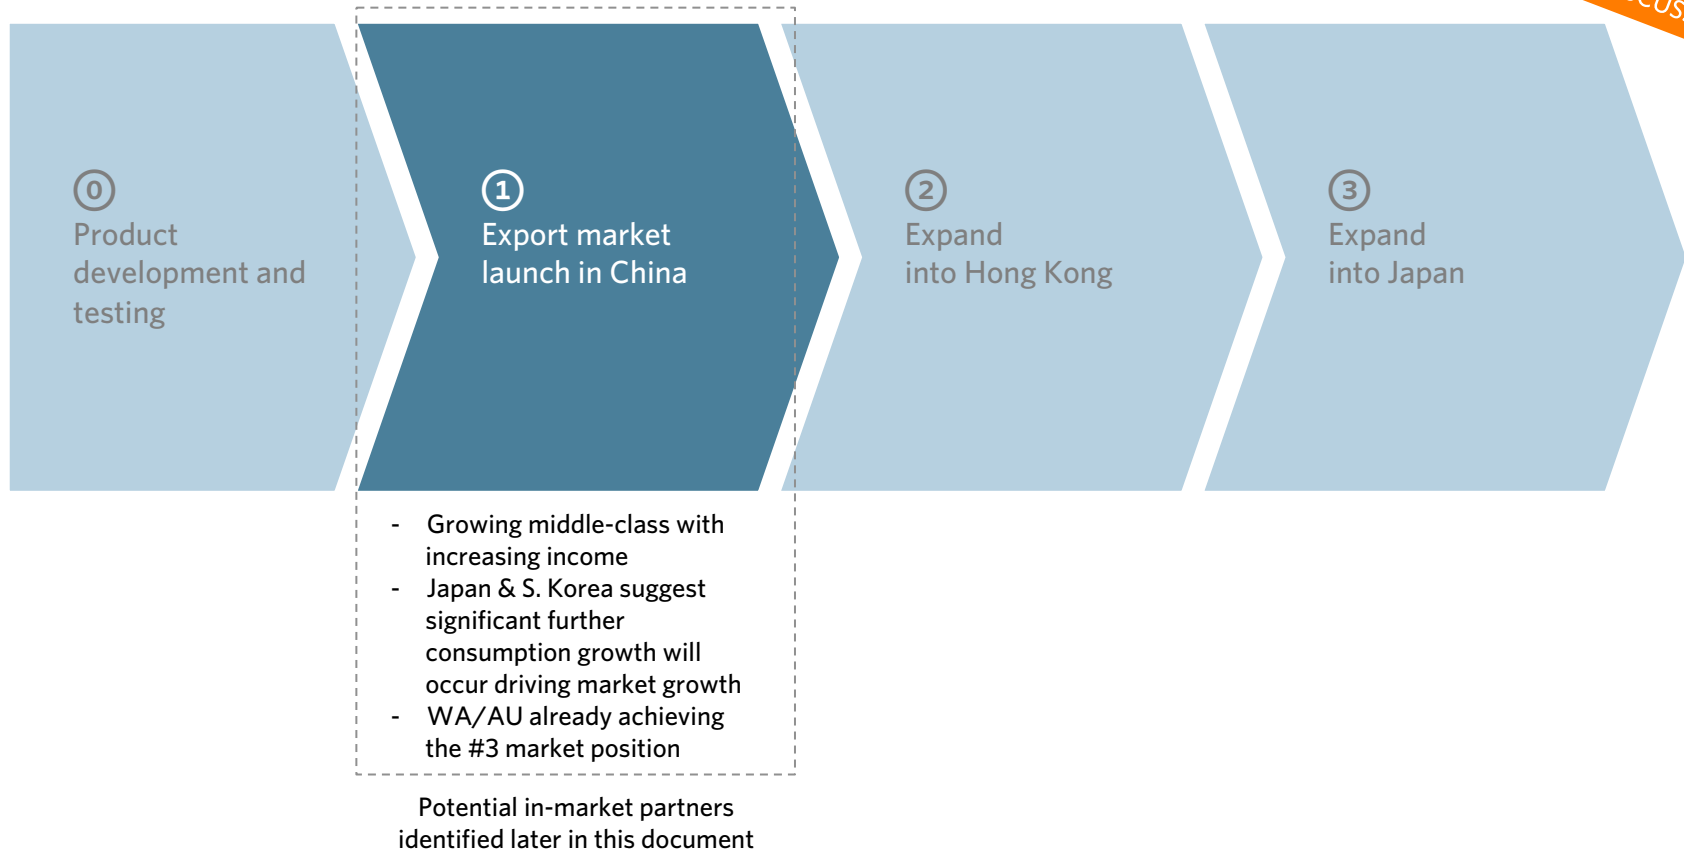 0
Product
development and
testing
1
Export market
launch in China
2
Expand
into Hong Kong
3
Expand
into Japan
- Growing middle-class with
increasing income
- Japan & S. Korea suggest
significant further
consumption growth will
occur driving market growth
- WA/AU already achieving
the #3 market position
Potential in-market partners
identified later in this document